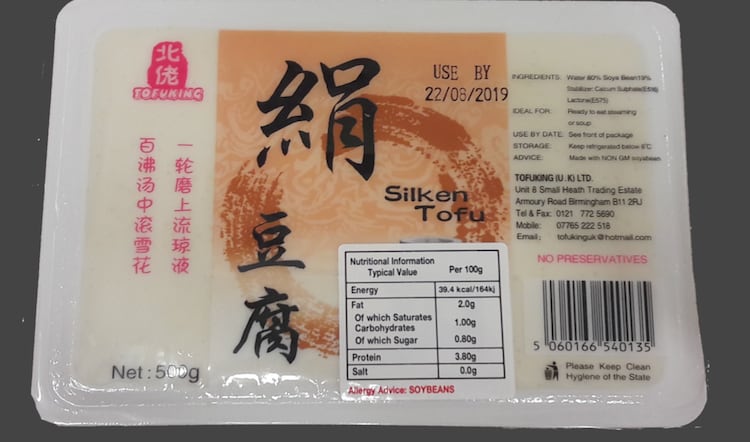 北佬
TOFUKING
一轮磨上流琼液
百沸汤中滚雪花
Net: 500g
絹豆腐
USE BY
22/08/2019
Silken
Tofu
INGREDIENTS: Water 80% Soya Bean19%
Stabilizer: Calcum Sulphate(E516)
Lactone(E575)
IDEAL FOR: Ready to eat steaming
or soup
USE BY DATE: See front of package
STORAGE: Keep refrigerated below 8°C
ADVICE: Made with NON GM soyabean
TOFUKING (U.K) LTD.
Unit 8 Small Heath Trading Estate
Armoury Road Birmingham B11 2RJ
Tel & Fax: 0121 772 5690
Mobile: 07765 222 518
Email: tofukinguk@hotmail.com
NO PRESERVATIVES
Nutritional Information
Typical Value Per 100g
Energy 39.4 kcal/164kj
Fat 2.0g
Of which Saturates
Carbohydrates 1.00g
Of which Sugar 0.80g
Protein 3.80g
Salt 0.0g
Allergy Advice: SOYBEANS
5 060166 540135
Please Keep Clean
Hygiene of the State